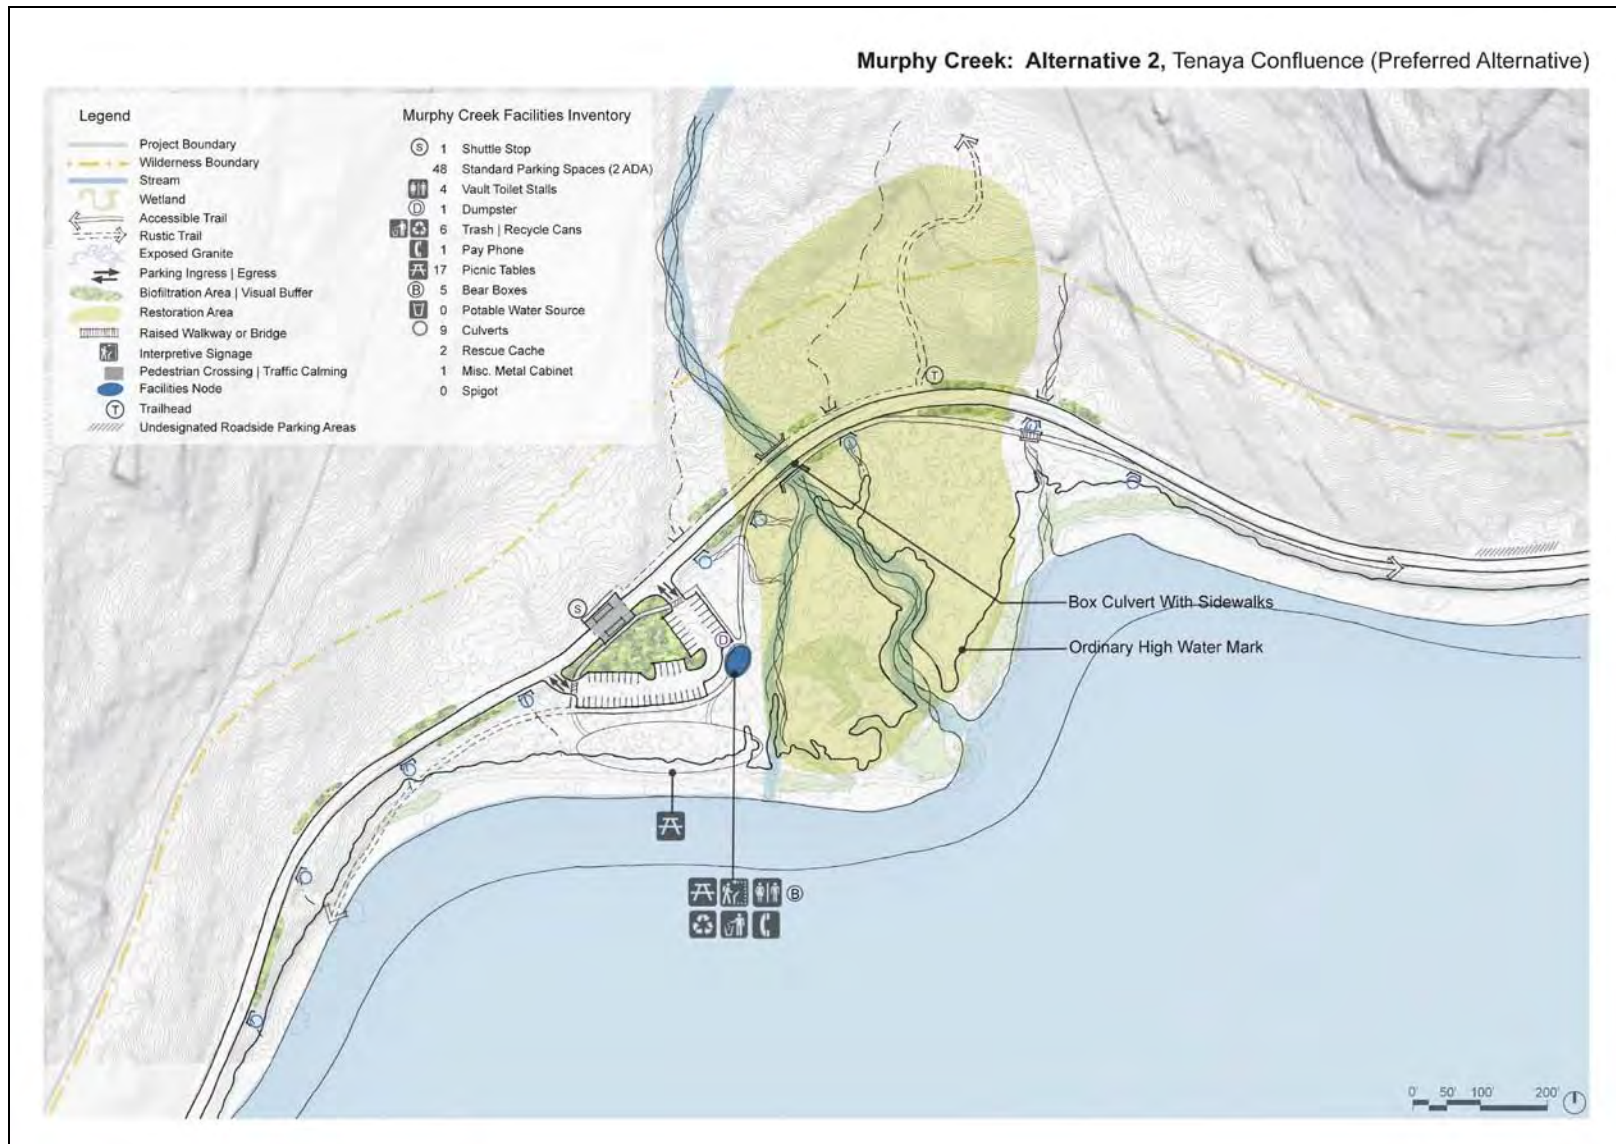 Murphy Creek: Alternative 2, Tenaya Confluence (Preferred Alternative)
Legend
Project Boundary
Wilderness Boundary
Stream
Wetland
Accessible Trail
Rustic Trail
Exposed Granite
Parking Ingress | Egress
Biofiltration Area | Visual Buffer
Restoration Area
Raised Walkway or Bridge
Interpretive Signage
Pedestrian Crossing | Traffic Calming
Facilities Node
T Trailhead
Undesignated Roadside Parking Areas
Murphy Creek Facilities Inventory
S 1 Shuttle Stop
48 Standard Parking Spaces (2 ADA)
4 Vault Toilet Stalls
D 1 Dumpster
6 Trash | Recycle Cans
1 Pay Phone
17 Picnic Tables
B 5 Bear Boxes
0 Potable Water Source
9 Culverts
2 Rescue Cache
1 Misc. Metal Cabinet
0 Spigot
T
S
D
Box Culvert With Sidewalks
Ordinary High Water Mark
B
0' 50' 100' 200'